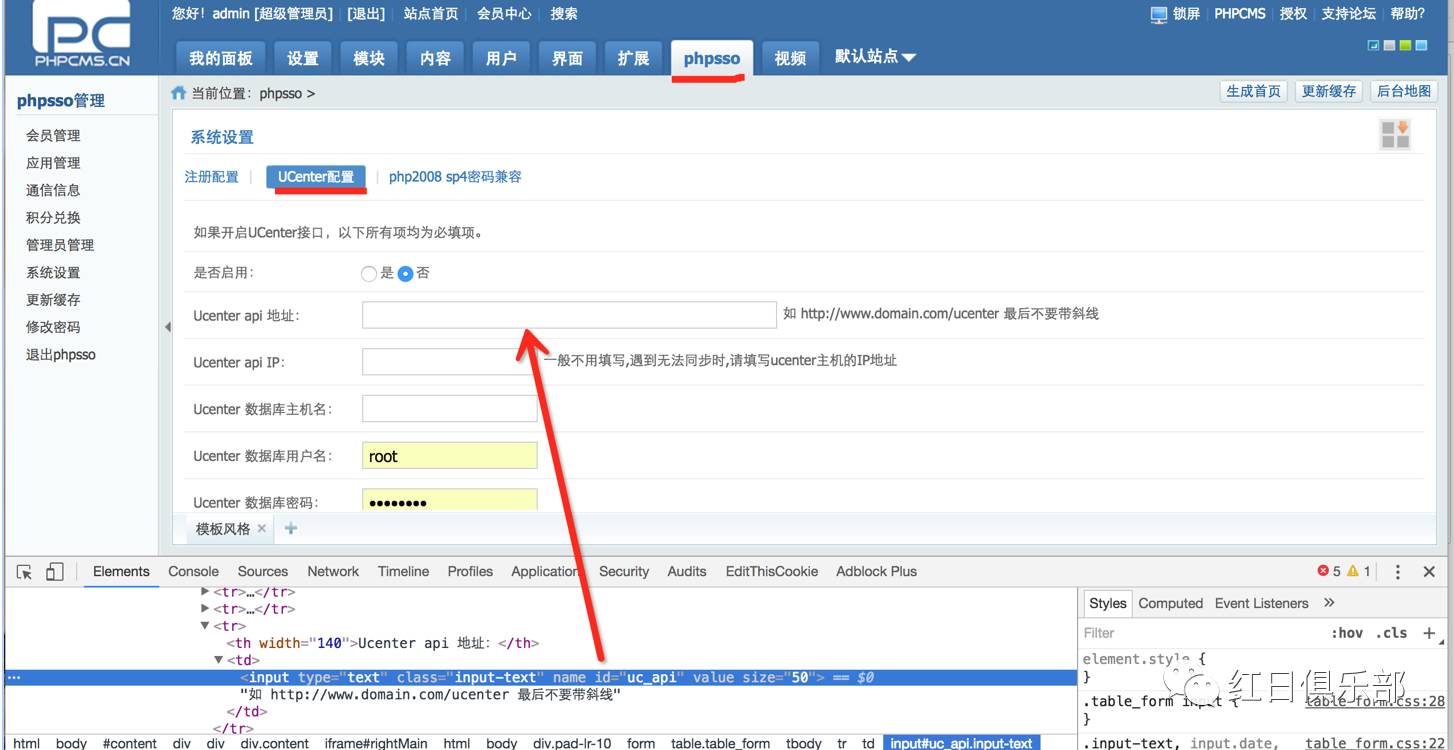 您好！admin [超级管理员] | [退出] 站点首页 | 会员中心 | 搜索
锁屏 | PHPCMS | 授权 | 支持论坛 | 帮助?
PC
PHPCMS.CN
我的面板 设置 模块 内容 用户 界面 扩展 phpsso 视频 默认站点
phpsso管理
当前位置：phpsso >
生成首页 更新缓存 后台地图
会员管理
应用管理
通信信息
积分兑换
管理员管理
系统设置
更新缓存
修改密码
退出phpsso
系统设置
注册配置 | UCenter配置 | php2008 sp4密码兼容
如果开启UCenter接口，以下所有项均为必填项。
是否启用： 是 否
Ucenter api 地址： 如 http://www.domain.com/ucenter 最后不要带斜线
Ucenter api IP： 一般不用填写,遇到无法同步时,请填写ucenter主机的IP地址
Ucenter 数据库主机名：
Ucenter 数据库用户名： root
Ucenter 数据库密码： ••••••••
模板风格 × +
Elements Console Sources Network Timeline Profiles Application Security Audits EditThisCookie Adblock Plus 5 1
<tr>…</tr>
<tr>…</tr>
<tr>
<th width="140">Ucenter api 地址：</th>
<td>
<input type="text" class="input-text" name id="uc_api" value size="50"> == $0
"如 http://www.domain.com/ucenter 最后不要带斜线"
</td>
</tr>
html body #content div div div.content iframe#rightMain html body div.pad-lr-10 form table.table_form tbody tr td input#uc_api.input-text
Styles Computed Event Listeners »
Filter :hov .cls +
element.style {
}
.table_form input { table_form.css:28
}
.input-text, input.date, table_form.css:22
红日俱乐部